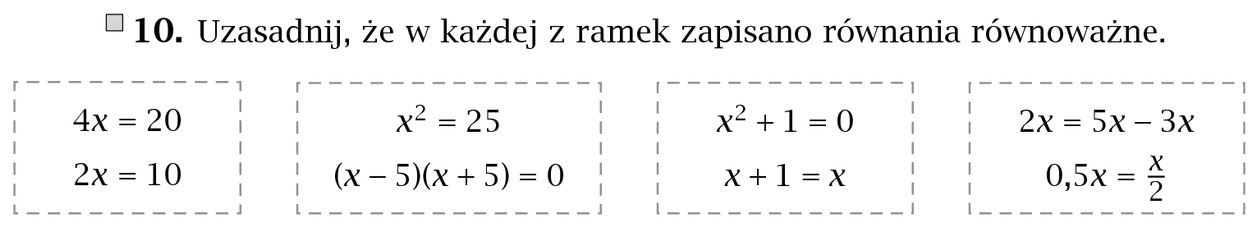 10. Uzasadnij, że w każdej z ramek zapisano równania równoważne.
4x = 20
2x = 10
x² = 25
(x − 5)(x + 5) = 0
x² + 1 = 0
x + 1 = x
2x = 5x − 3x
0,5x = x/2